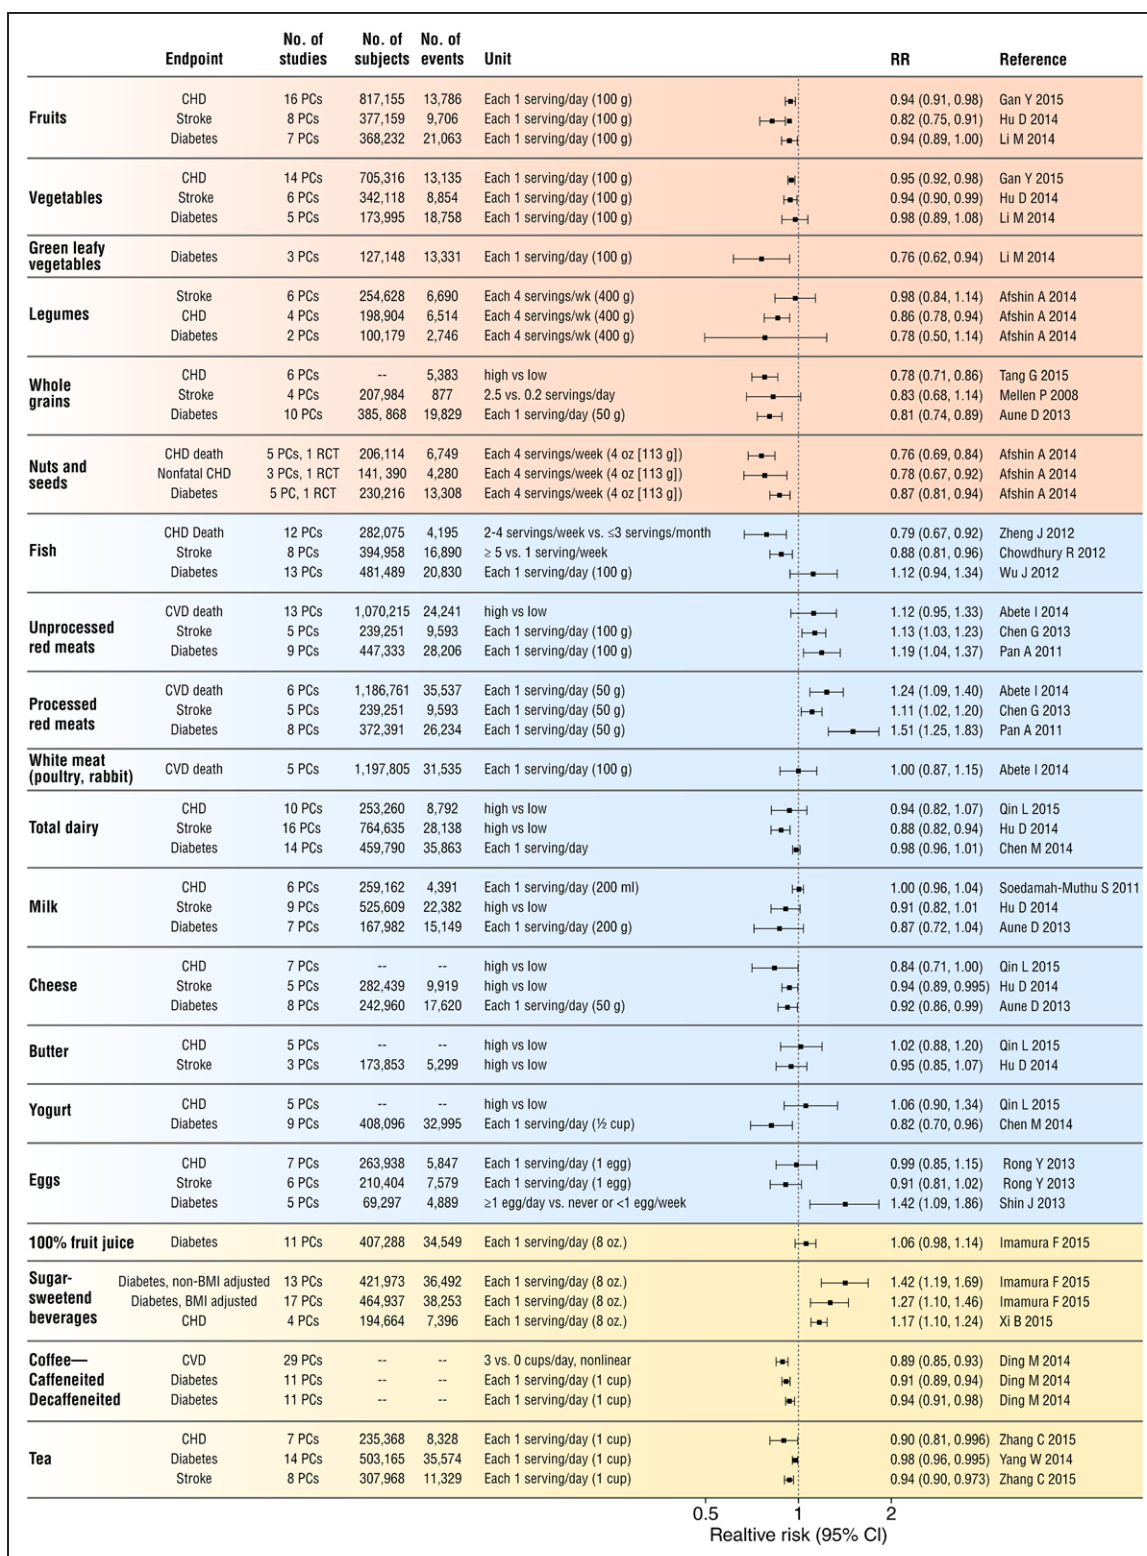 Endpoint No. of studies No. of subjects No. of events Unit RR Reference
Fruits
CHD 16 PCs 817,155 13,786 Each 1 serving/day (100 g) 0.94 (0.91, 0.98) Gan Y 2015
Stroke 8 PCs 377,159 9,706 Each 1 serving/day (100 g) 0.82 (0.75, 0.91) Hu D 2014
Diabetes 7 PCs 368,232 21,063 Each 1 serving/day (100 g) 0.94 (0.89, 1.00) Li M 2014
Vegetables
CHD 14 PCs 705,316 13,135 Each 1 serving/day (100 g) 0.95 (0.92, 0.98) Gan Y 2015
Stroke 6 PCs 342,118 8,854 Each 1 serving/day (100 g) 0.94 (0.90, 0.99) Hu D 2014
Diabetes 5 PCs 173,995 18,758 Each 1 serving/day (100 g) 0.98 (0.89, 1.08) Li M 2014
Green leafy
vegetables
Diabetes 3 PCs 127,148 13,331 Each 1 serving/day (100 g) 0.76 (0.62, 0.94) Li M 2014
Legumes
Stroke 6 PCs 254,628 6,690 Each 4 servings/wk (400 g) 0.98 (0.84, 1.14) Afshin A 2014
CHD 4 PCs 198,904 6,514 Each 4 servings/wk (400 g) 0.86 (0.78, 0.94) Afshin A 2014
Diabetes 2 PCs 100,179 2,746 Each 4 servings/wk (400 g) 0.78 (0.50, 1.14) Afshin A 2014
Whole
grains
CHD 6 PCs -- 5,383 high vs low 0.78 (0.71, 0.86) Tang G 2015
Stroke 4 PCs 207,984 877 2.5 vs. 0.2 servings/day 0.83 (0.68, 1.14) Mellen P 2008
Diabetes 10 PCs 385, 868 19,829 Each 1 serving/day (50 g) 0.81 (0.74, 0.89) Aune D 2013
Nuts and
seeds
CHD death 5 PCs, 1 RCT 206,114 6,749 Each 4 servings/week (4 oz [113 g]) 0.76 (0.69, 0.84) Afshin A 2014
Nonfatal CHD 3 PCs, 1 RCT 141, 390 4,280 Each 4 servings/week (4 oz [113 g]) 0.78 (0.67, 0.92) Afshin A 2014
Diabetes 5 PC, 1 RCT 230,216 13,308 Each 4 servings/week (4 oz [113 g]) 0.87 (0.81, 0.94) Afshin A 2014
Fish
CHD Death 12 PCs 282,075 4,195 2-4 servings/week vs. ≤3 servings/month 0.79 (0.67, 0.92) Zheng J 2012
Stroke 8 PCs 394,958 16,890 ≥ 5 vs. 1 serving/week 0.88 (0.81, 0.96) Chowdhury R 2012
Diabetes 13 PCs 481,489 20,830 Each 1 serving/day (100 g) 1.12 (0.94, 1.34) Wu J 2012
Unprocessed
red meats
CVD death 13 PCs 1,070,215 24,241 high vs low 1.12 (0.95, 1.33) Abete I 2014
Stroke 5 PCs 239,251 9,593 Each 1 serving/day (100 g) 1.13 (1.03, 1.23) Chen G 2013
Diabetes 9 PCs 447,333 28,206 Each 1 serving/day (100 g) 1.19 (1.04, 1.37) Pan A 2011
Processed
red meats
CVD death 6 PCs 1,186,761 35,537 Each 1 serving/day (50 g) 1.24 (1.09, 1.40) Abete I 2014
Stroke 5 PCs 239,251 9,593 Each 1 serving/day (50 g) 1.11 (1.02, 1.20) Chen G 2013
Diabetes 8 PCs 372,391 26,234 Each 1 serving/day (50 g) 1.51 (1.25, 1.83) Pan A 2011
White meat
(poultry, rabbit)
CVD death 5 PCs 1,197,805 31,535 Each 1 serving/day (100 g) 1.00 (0.87, 1.15) Abete I 2014
Total dairy
CHD 10 PCs 253,260 8,792 high vs low 0.94 (0.82, 1.07) Qin L 2015
Stroke 16 PCs 764,635 28,138 high vs low 0.88 (0.82, 0.94) Hu D 2014
Diabetes 14 PCs 459,790 35,863 Each 1 serving/day 0.98 (0.96, 1.01) Chen M 2014
Milk
CHD 6 PCs 259,162 4,391 Each 1 serving/day (200 ml) 1.00 (0.96, 1.04) Soedamah-Muthu S 2011
Stroke 9 PCs 525,609 22,382 high vs low 0.91 (0.82, 1.01 Hu D 2014
Diabetes 7 PCs 167,982 15,149 Each 1 serving/day (200 g) 0.87 (0.72, 1.04) Aune D 2013
Cheese
CHD 7 PCs -- -- high vs low 0.84 (0.71, 1.00) Qin L 2015
Stroke 5 PCs 282,439 9,919 high vs low 0.94 (0.89, 0.995) Hu D 2014
Diabetes 8 PCs 242,960 17,620 Each 1 serving/day (50 g) 0.92 (0.86, 0.99) Aune D 2013
Butter
CHD 5 PCs -- -- high vs low 1.02 (0.88, 1.20) Qin L 2015
Stroke 3 PCs 173,853 5,299 high vs low 0.95 (0.85, 1.07) Hu D 2014
Yogurt
CHD 5 PCs -- -- high vs low 1.06 (0.90, 1.34) Qin L 2015
Diabetes 9 PCs 408,096 32,995 Each 1 serving/day (½ cup) 0.82 (0.70, 0.96) Chen M 2014
Eggs
CHD 7 PCs 263,938 5,847 Each 1 serving/day (1 egg) 0.99 (0.85, 1.15) Rong Y 2013
Stroke 6 PCs 210,404 7,579 Each 1 serving/day (1 egg) 0.91 (0.81, 1.02) Rong Y 2013
Diabetes 5 PCs 69,297 4,889 ≥1 egg/day vs. never or <1 egg/week 1.42 (1.09, 1.86) Shin J 2013
100% fruit juice Diabetes 11 PCs 407,288 34,549 Each 1 serving/day (8 oz.) 1.06 (0.98, 1.14) Imamura F 2015
Sugar-
sweetend
beverages
Diabetes, non-BMI adjusted 13 PCs 421,973 36,492 Each 1 serving/day (8 oz.) 1.42 (1.19, 1.69) Imamura F 2015
Diabetes, BMI adjusted 17 PCs 464,937 38,253 Each 1 serving/day (8 oz.) 1.27 (1.10, 1.46) Imamura F 2015
CHD 4 PCs 194,664 7,396 Each 1 serving/day (8 oz.) 1.17 (1.10, 1.24) Xi B 2015
Coffee—
Caffeneited
Decaffeneited
CVD 29 PCs -- -- 3 vs. 0 cups/day, nonlinear 0.89 (0.85, 0.93) Ding M 2014
Diabetes 11 PCs -- -- Each 1 serving/day (1 cup) 0.91 (0.89, 0.94) Ding M 2014
Diabetes 11 PCs -- -- Each 1 serving/day (1 cup) 0.94 (0.91, 0.98) Ding M 2014
Tea
CHD 7 PCs 235,368 8,328 Each 1 serving/day (1 cup) 0.90 (0.81, 0.996) Zhang C 2015
Diabetes 14 PCs 503,165 35,574 Each 1 serving/day (1 cup) 0.98 (0.96, 0.995) Yang W 2014
Stroke 8 PCs 307,968 11,329 Each 1 serving/day (1 cup) 0.94 (0.90, 0.973) Zhang C 2015
0.5 1 2
Realtive risk (95% CI)